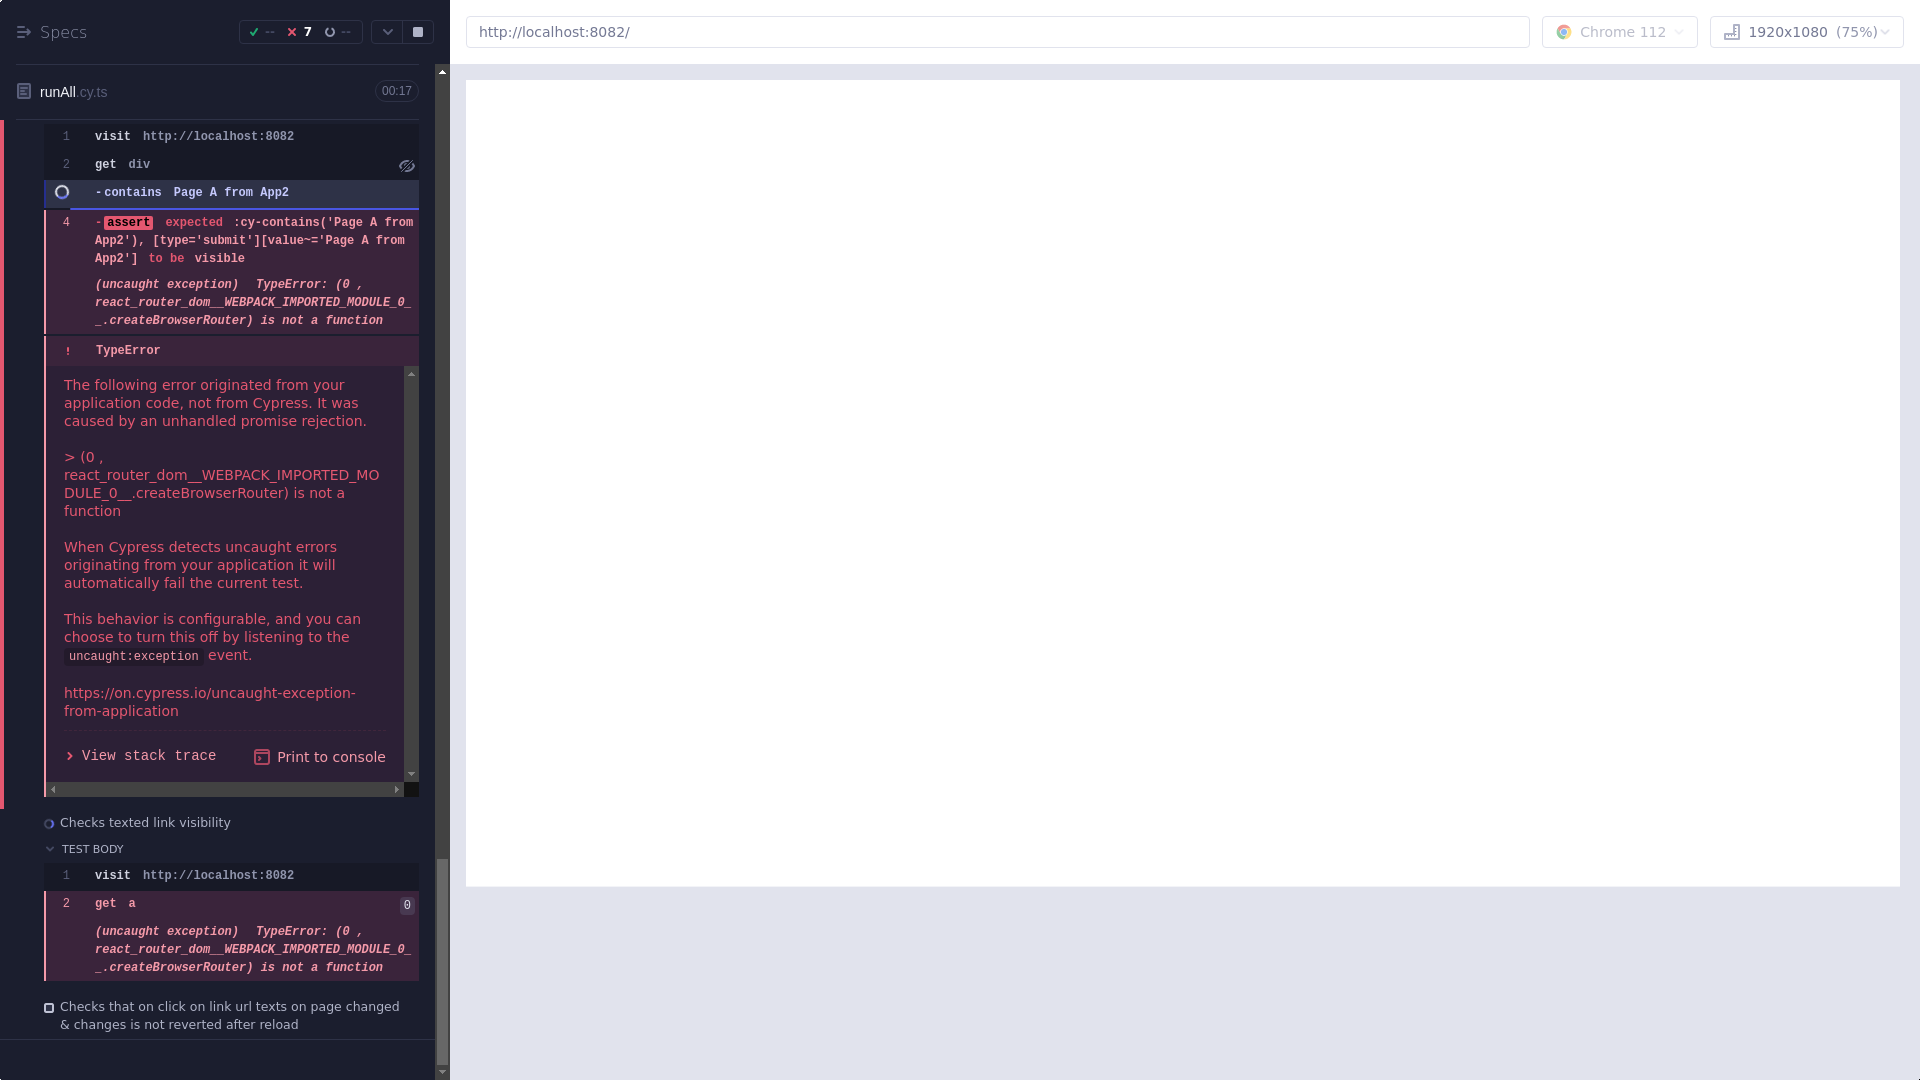 Specs
-- 7 --
runAll.cy.ts
00:17
1 visit http://localhost:8082
2 get div
-contains Page A from App2
4 -assert expected :cy-contains('Page A from
App2'), [type='submit'][value~='Page A from
App2'] to be visible
(uncaught exception) TypeError: (0 ,
react_router_dom__WEBPACK_IMPORTED_MODULE_0_
_.createBrowserRouter) is not a function
! TypeError
The following error originated from your
application code, not from Cypress. It was
caused by an unhandled promise rejection.
> (0 ,
react_router_dom__WEBPACK_IMPORTED_MO
DULE_0__.createBrowserRouter) is not a
function
When Cypress detects uncaught errors
originating from your application it will
automatically fail the current test.
This behavior is configurable, and you can
choose to turn this off by listening to the
uncaught:exception event.
https://on.cypress.io/uncaught-exception-
from-application
View stack trace
Print to console
Checks texted link visibility
TEST BODY
1 visit http://localhost:8082
2 get a 0
(uncaught exception) TypeError: (0 ,
react_router_dom__WEBPACK_IMPORTED_MODULE_0_
_.createBrowserRouter) is not a function
Checks that on click on link url texts on page changed
& changes is not reverted after reload
http://localhost:8082/
Chrome 112
1920x1080 (75%)